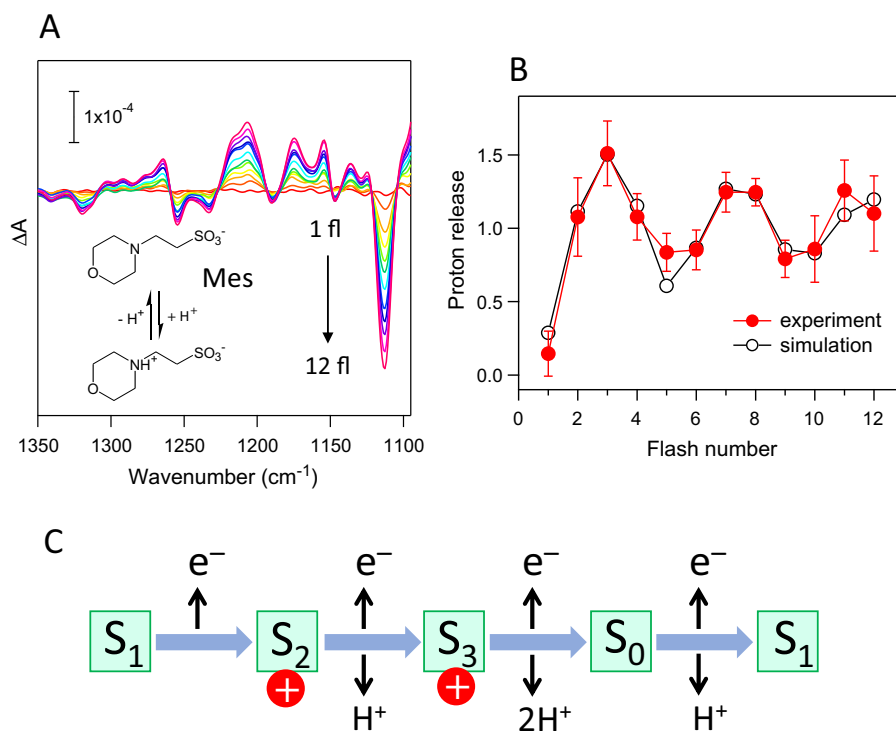 A
1x10⁻⁴
ΔA
N
SO₃⁻
O
Mes
- H⁺
+ H⁺
NH⁺
SO₃⁻
O
1 fl
12 fl
1350
1300
1250
1200
1150
1100
Wavenumber (cm⁻¹)
B
Proton release
1.5
1.0
0.5
0.0
experiment
simulation
0
2
4
6
8
10
12
Flash number
C
e⁻ e⁻ e⁻ e⁻
S₁ S₂ S₃ S₀ S₁
+ +
H⁺ 2H⁺ H⁺